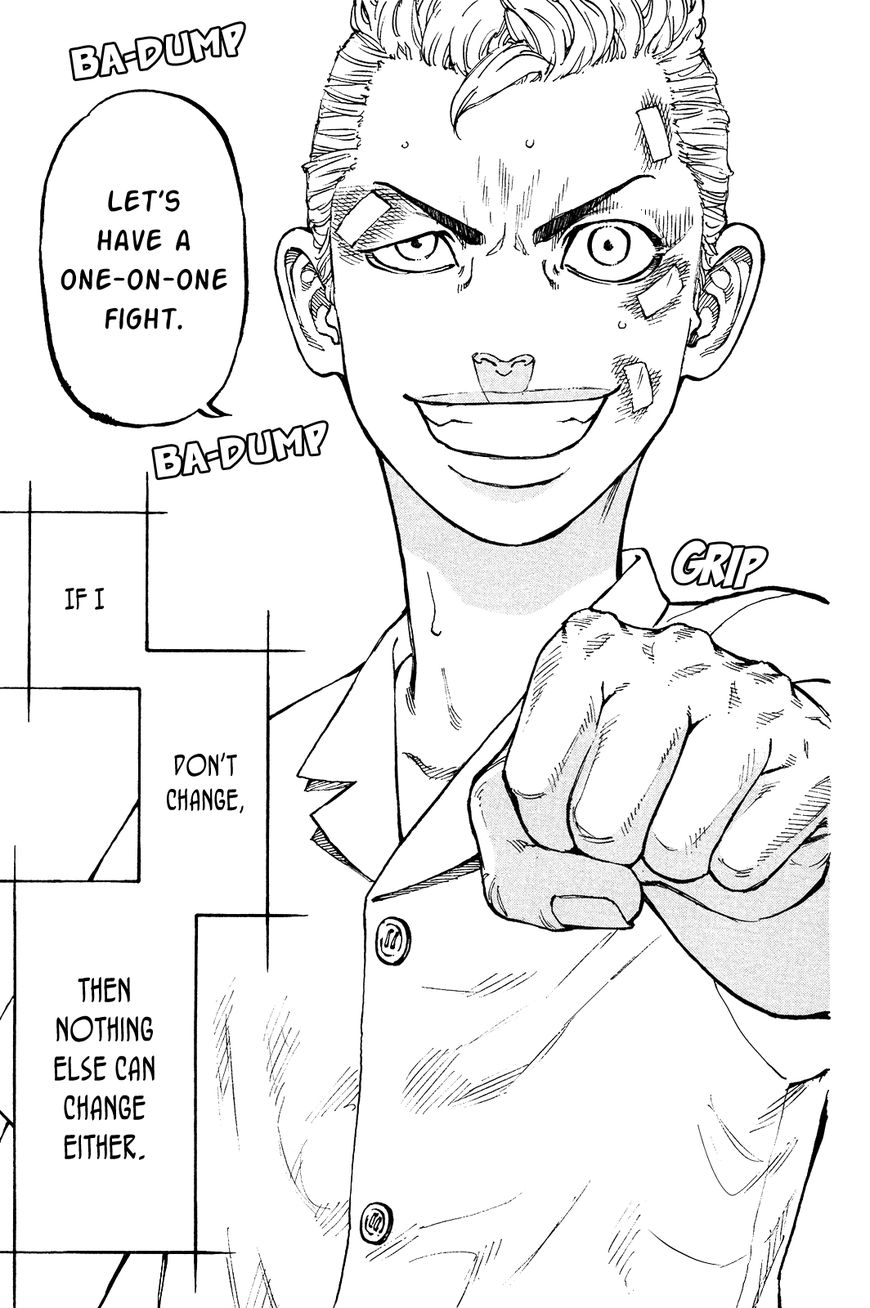 BA-DUMP
LET'S
HAVE A
ONE-ON-ONE
FIGHT.
BA-DUMP
GRIP
IF I
DON'T
CHANGE,
THEN
NOTHING
ELSE CAN
CHANGE
EITHER.